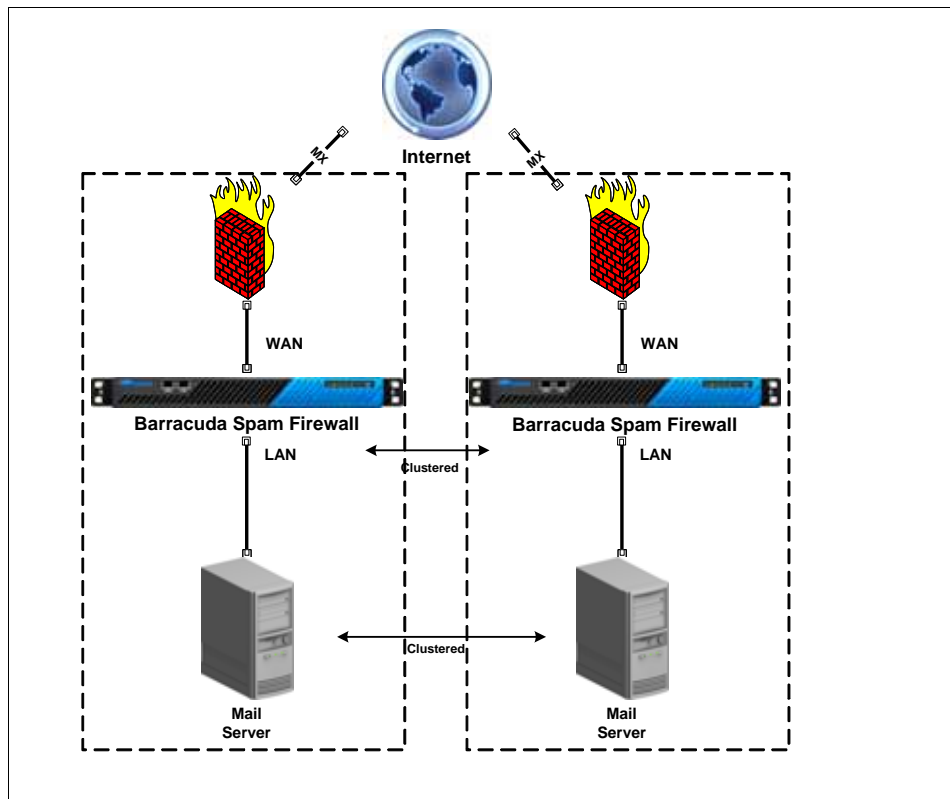 Internet
MX
MX
WAN
WAN
Barracuda Spam Firewall
Barracuda Spam Firewall
LAN
LAN
Clustered
Clustered
Mail
Server
Mail
Server